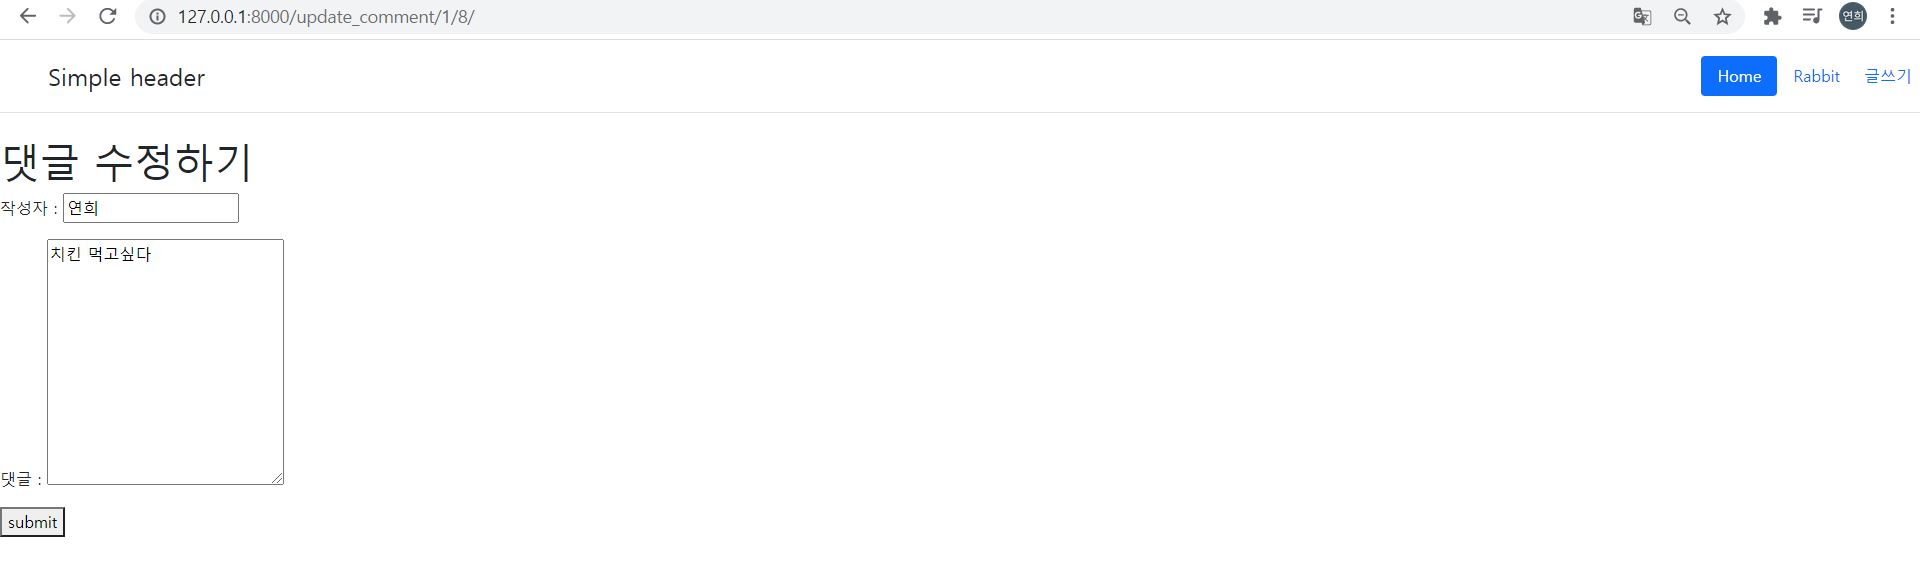 127.0.0.1:8000/update_comment/1/8/
연희
Simple header
Home Rabbit 글쓰기
댓글 수정하기
작성자 : 연희
치킨 먹고싶다
댓글 :
submit